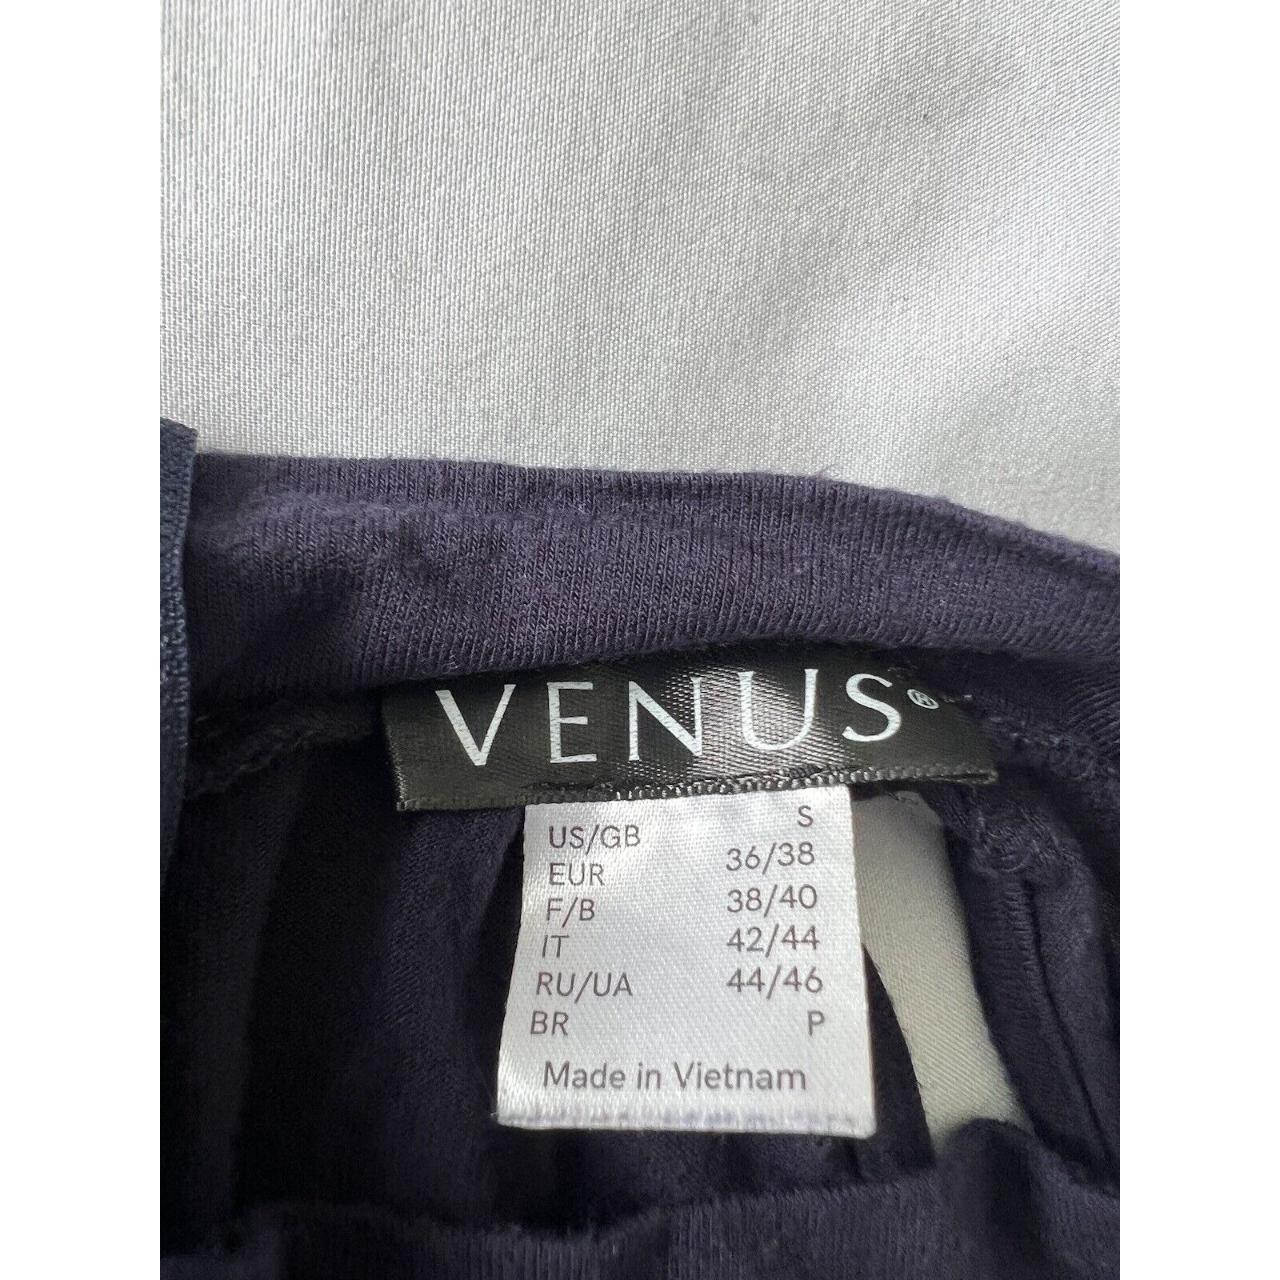 VENUS®
US/GB S
EUR 36/38
F/B 38/40
IT 42/44
RU/UA 44/46
BR P
Made in Vietnam